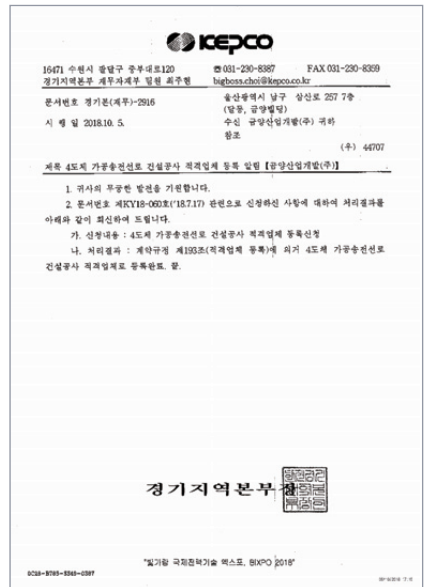 KEPCO
16471 수원시 팔달구 중부대로120 ☎031-230-8387 FAX 031-230-8359
경기지역본부 재무자재부 팀원 최주현 bigboss.choi@kepco.co.kr
문서번호 경기본(재무)-2916
시 행 일 2018.10. 5.
울산광역시 남구 삼산로 257 7층
(달동, 금양빌딩)
수신 금양산업개발(주) 귀하
참조
(우) 44707
제목 4도체 가공송전선로 건설공사 적격업체 등록 알림【금양산업개발(주)】
1. 귀사의 무궁한 발전을 기원합니다.
2. 문서번호 제KY18-060호('18.7.17) 관련으로 신청하신 사항에 대하여 처리결과를
아래와 같이 회신하여 드립니다.
가. 신청내용 : 4도체 가공송전선로 건설공사 적격업체 등록신청
나. 처리결과 : 계약규정 제193조(적격업체 등록)에 의거 4도체 가공송전선로
건설공사 적격업체로 등록완료. 끝.
경기지역본부장
"빛가람 국제전력기술 엑스포, BIXPO 2018"